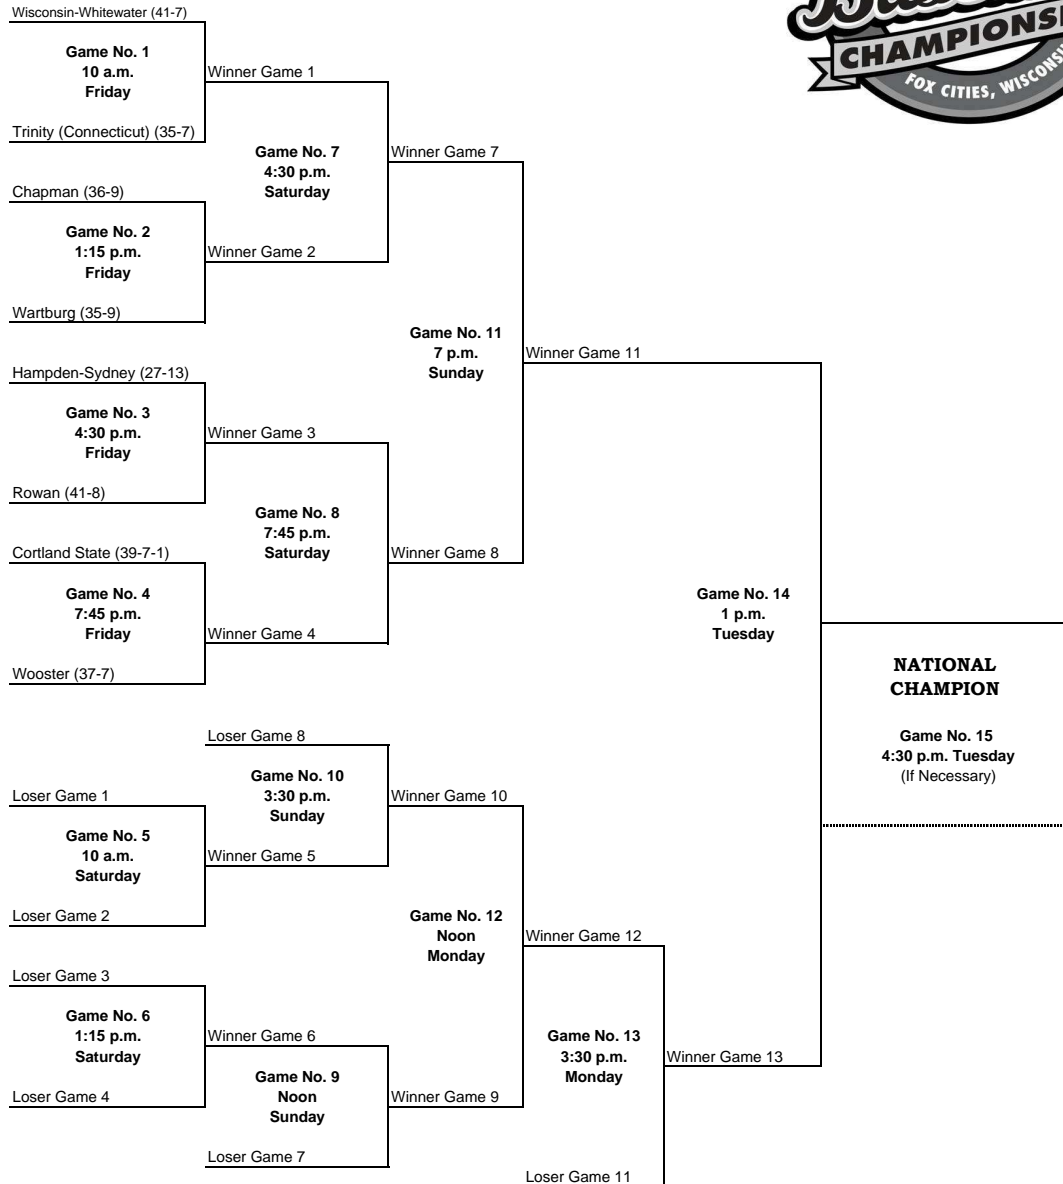 CHAMPIONS
FOX CITIES, WISCONS
Wisconsin-Whitewater (41-7)
Game No. 1
10 a.m.
Friday
Winner Game 1
Trinity (Connecticut) (35-7)
Game No. 7
4:30 p.m.
Saturday
Winner Game 7
Chapman (36-9)
Game No. 2
1:15 p.m.
Friday
Winner Game 2
Wartburg (35-9)
Game No. 11
7 p.m.
Sunday
Winner Game 11
Hampden-Sydney (27-13)
Game No. 3
4:30 p.m.
Friday
Winner Game 3
Rowan (41-8)
Game No. 8
7:45 p.m.
Saturday
Winner Game 8
Cortland State (39-7-1)
Game No. 4
7:45 p.m.
Friday
Winner Game 4
Wooster (37-7)
Game No. 14
1 p.m.
Tuesday
NATIONAL
CHAMPION
Game No. 15
4:30 p.m. Tuesday
(If Necessary)
Loser Game 8
Game No. 10
3:30 p.m.
Sunday
Winner Game 10
Loser Game 1
Game No. 5
10 a.m.
Saturday
Winner Game 5
Loser Game 2
Game No. 12
Noon
Monday
Winner Game 12
Loser Game 3
Game No. 6
1:15 p.m.
Saturday
Winner Game 6
Loser Game 4
Game No. 9
Noon
Sunday
Winner Game 9
Loser Game 7
Game No. 13
3:30 p.m.
Monday
Winner Game 13
Loser Game 11